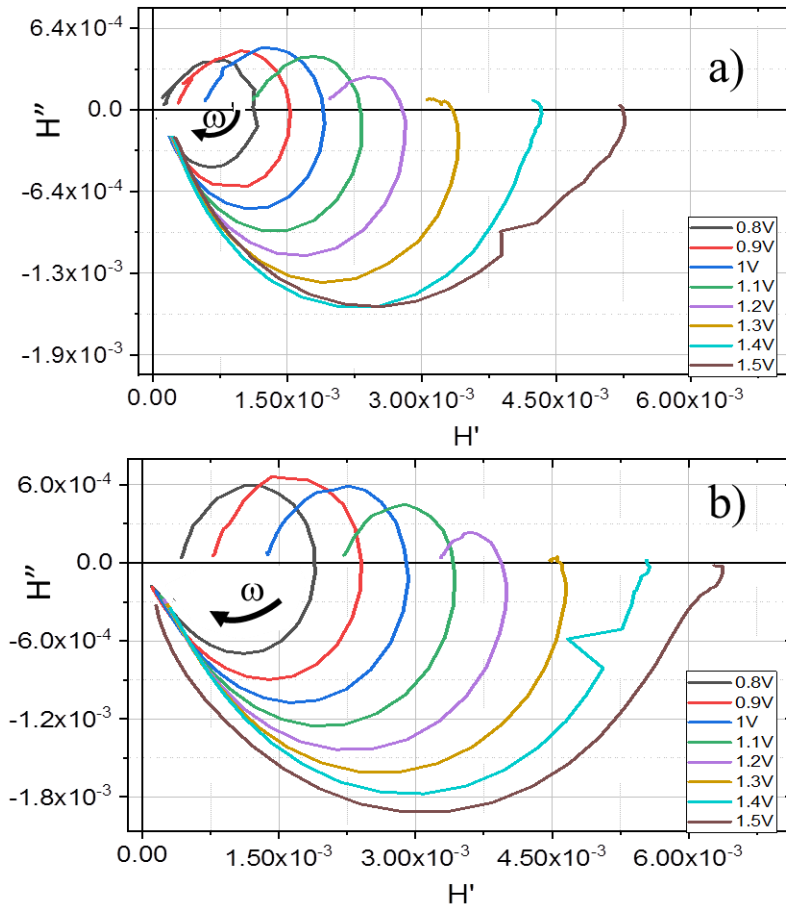 a)
6.4x10⁻⁴
0.0
-6.4x10⁻⁴
-1.3x10⁻³
-1.9x10⁻³
H″
ω
0.8V
0.9V
1V
1.1V
1.2V
1.3V
1.4V
1.5V
0.00 1.50x10⁻³ 3.00x10⁻³ 4.50x10⁻³ 6.00x10⁻³
H'
b)
6.0x10⁻⁴
0.0
-6.0x10⁻⁴
-1.2x10⁻³
-1.8x10⁻³
H″
ω
0.8V
0.9V
1V
1.1V
1.2V
1.3V
1.4V
1.5V
0.00 1.50x10⁻³ 3.00x10⁻³ 4.50x10⁻³ 6.00x10⁻³
H'